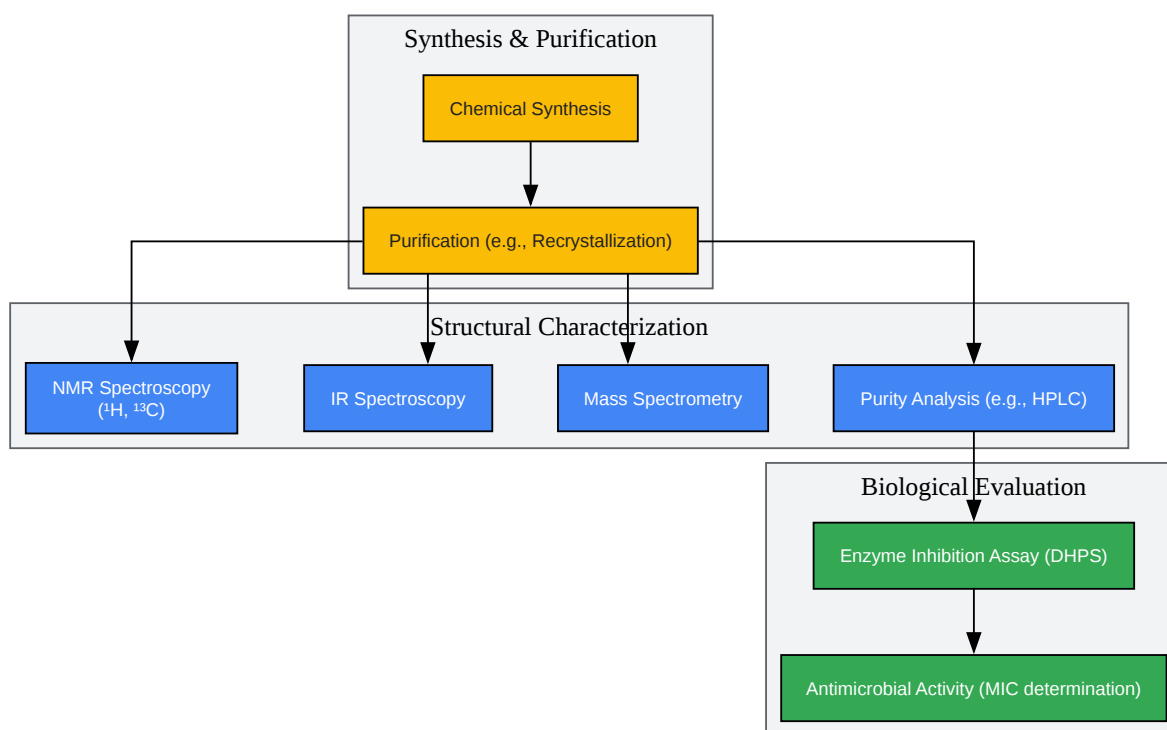 Synthesis & Purification
Chemical Synthesis
Purification (e.g., Recrystallization)
Structural Characterization
NMR Spectroscopy
(¹H, ¹³C)
IR Spectroscopy
Mass Spectrometry
Purity Analysis (e.g., HPLC)
Biological Evaluation
Enzyme Inhibition Assay (DHPS)
Antimicrobial Activity (MIC determination)